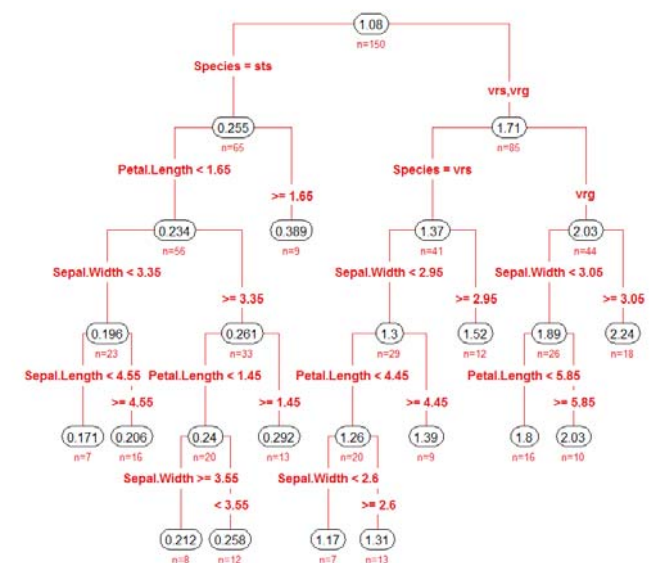 1.08
n=150
Species = sts
vrs,vrg
0.255
1.71
n=65
n=85
Petal.Length < 1.65
Species = vrs
>= 1.65
vrg
0.234
0.389
1.37
2.03
n=56
n=9
n=41
n=44
Sepal.Width < 3.35
Sepal.Width < 2.95
Sepal.Width < 3.05
>= 3.35
>= 2.95
>= 3.05
0.196
0.261
1.3
1.52
1.89
2.24
n=23
n=33
n=29
n=12
n=26
n=18
Sepal.Length < 4.55
Petal.Length < 1.45
Petal.Length < 4.45
Petal.Length < 5.85
>= 4.55
>= 1.45
>= 4.45
>= 5.85
0.171
0.206
0.24
0.292
1.26
1.39
1.8
2.03
n=7
n=16
n=20
n=13
n=20
n=9
n=16
n=10
Sepal.Width >= 3.55
Sepal.Width < 2.6
< 3.55
>= 2.6
0.212
0.258
1.17
1.31
n=8
n=12
n=7
n=13